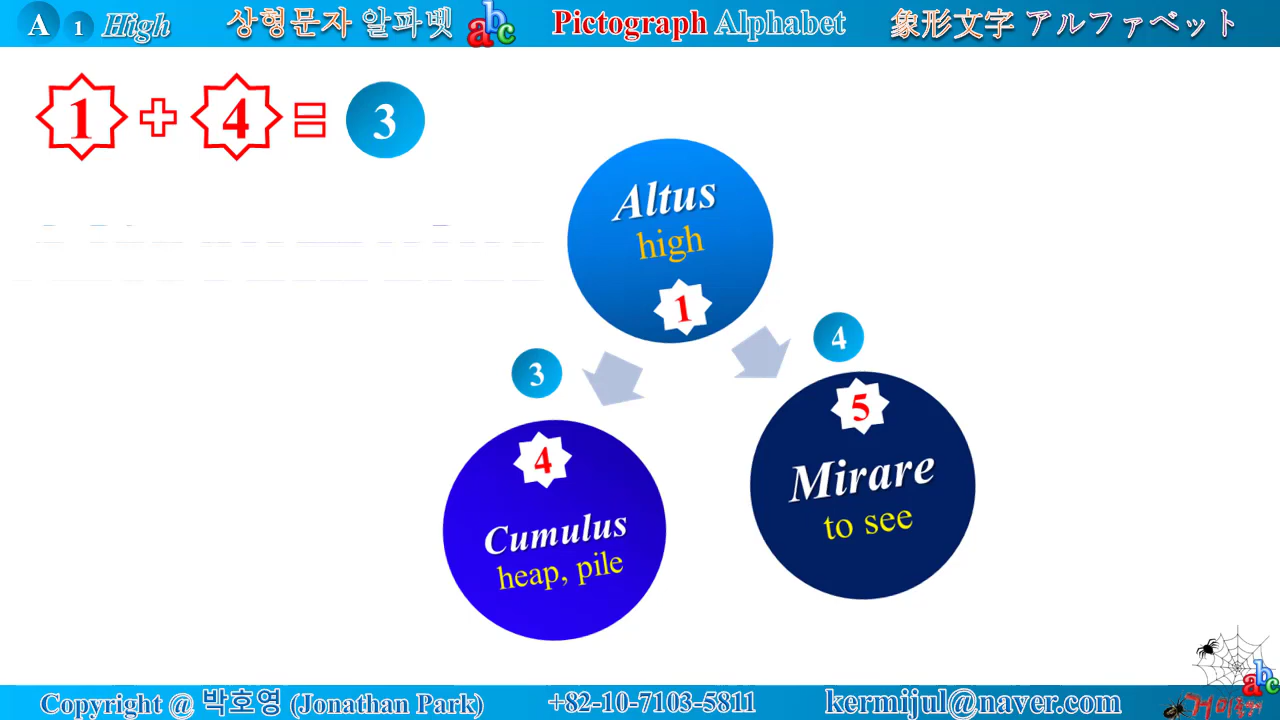 A 1 High 상형문자 알파벳 abc Pictograph Alphabet 象形文字 アルファベット
1 + 4 = 3
Altus
high
1
3
4
4
Cumulus
heap, pile
5
Mirare
to see
abc
Copyright @ 박호영 (Jonathan Park) +82-10-7103-5811 kermijul@naver.com